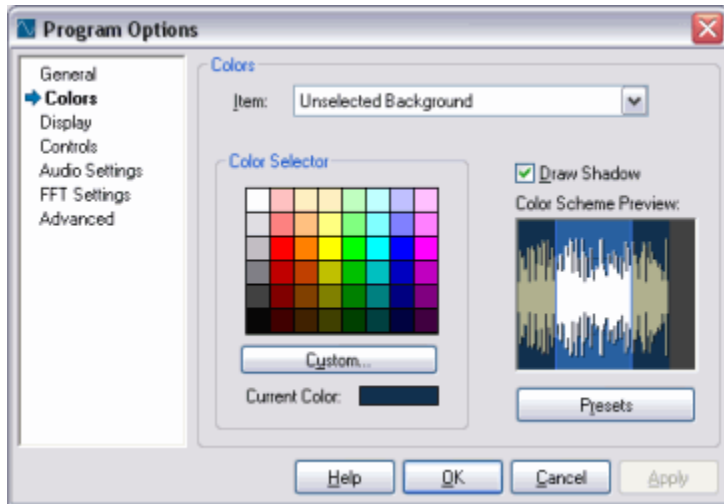 Program Options
General
Colors
Display
Controls
Audio Settings
FFT Settings
Advanced
Colors
Item: Unselected Background
Color Selector
Custom...
Current Color:
Draw Shadow
Color Scheme Preview:
Presets
Help OK Cancel Apply